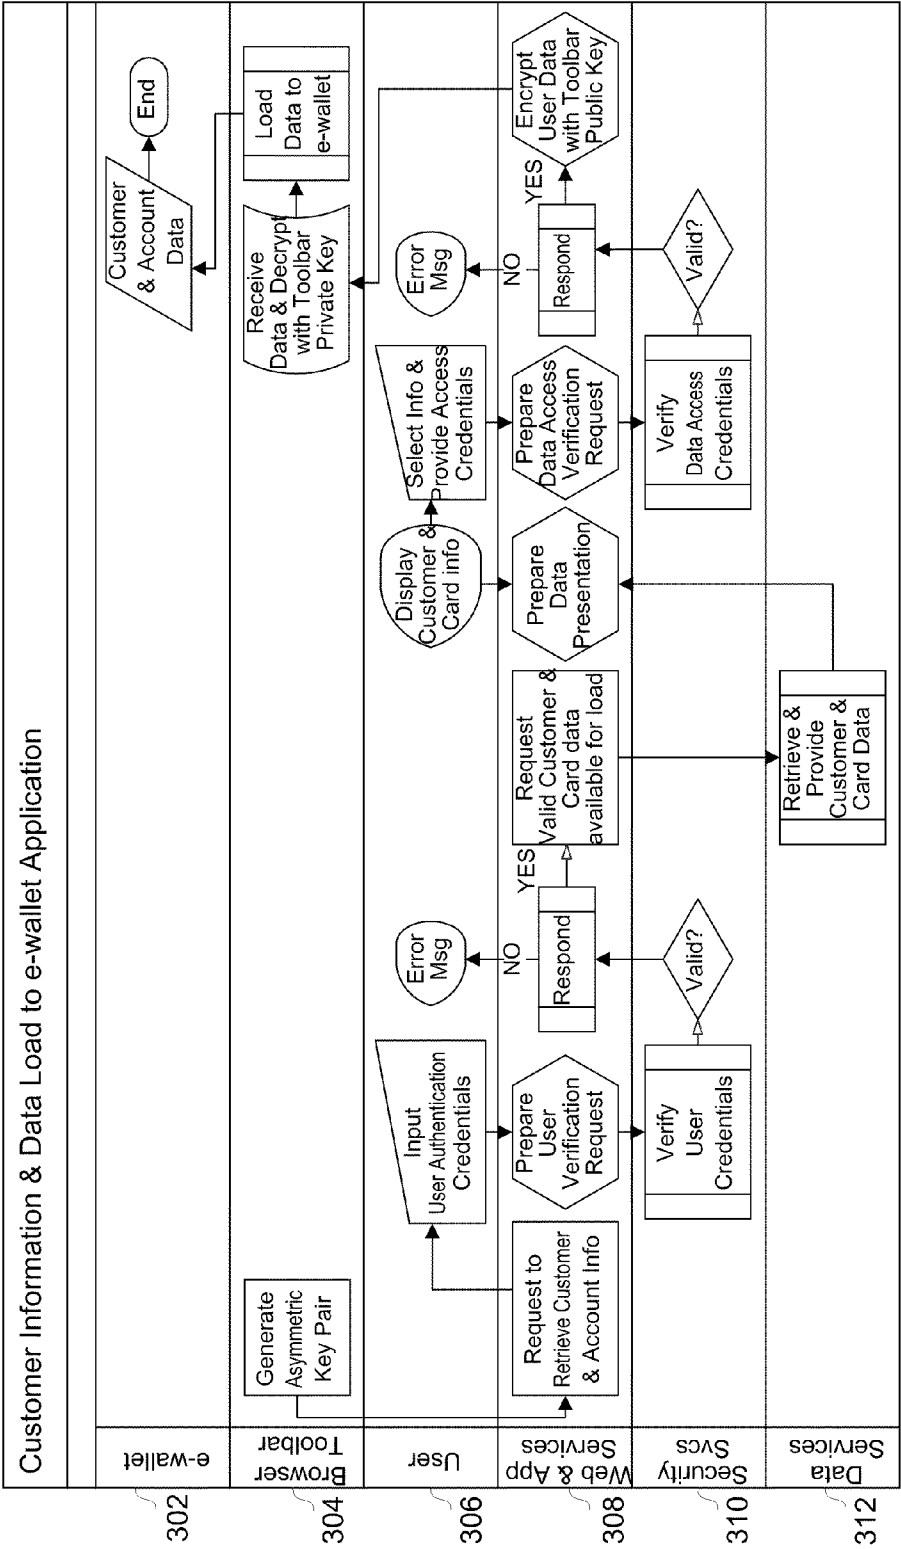 Customer Information & Data Load to e-wallet Application
302
e-wallet
Customer
& Account
Data
End
304
Browser
Toolbar
Generate
Asymmetric
Key Pair
Receive
Data & Decrypt
with Toolbar
Private Key
Load
Data to
e-wallet
306
User
Input
User Authentication
Credentials
Error
Msg
Display
Customer &
Card info
Select Info &
Provide Access
Credentials
Error
Msg
308
Web & App
Services
Request to
Retrieve Customer
& Account Info
Prepare
User
Verification
Request
NO
Respond
YES
Request
Valid Customer &
Card data
available for load
Prepare
Data
Presentation
Prepare
Data Access
Verification
Request
NO
Respond
YES
Encrypt
User Data
with Toolbar
Public Key
310
Security
Svcs
Verify
User
Credentials
Valid?
Verify
Data Access
Credentials
Valid?
312
Data
Services
Retrieve &
Provide
Customer &
Card Data